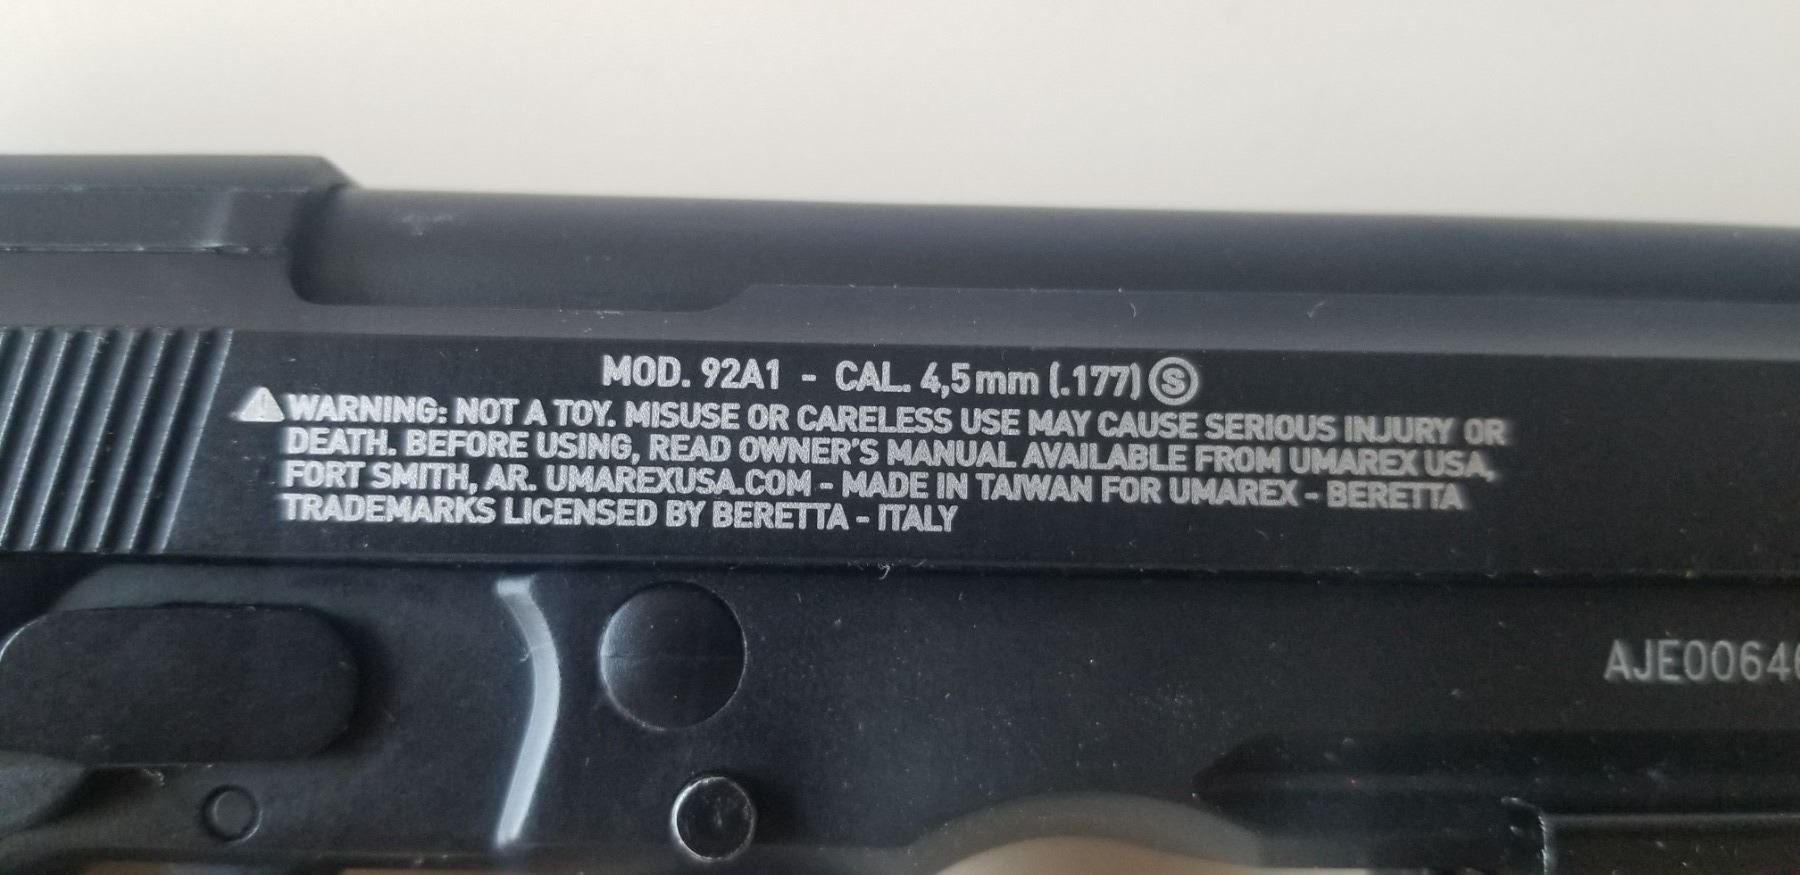 MOD. 92A1 - CAL. 4,5mm (.177) Ⓢ
WARNING: NOT A TOY. MISUSE OR CARELESS USE MAY CAUSE SERIOUS INJURY OR
DEATH. BEFORE USING, READ OWNER'S MANUAL AVAILABLE FROM UMAREX USA,
FORT SMITH, AR. UMAREXUSA.COM - MADE IN TAIWAN FOR UMAREX - BERETTA
TRADEMARKS LICENSED BY BERETTA - ITALY